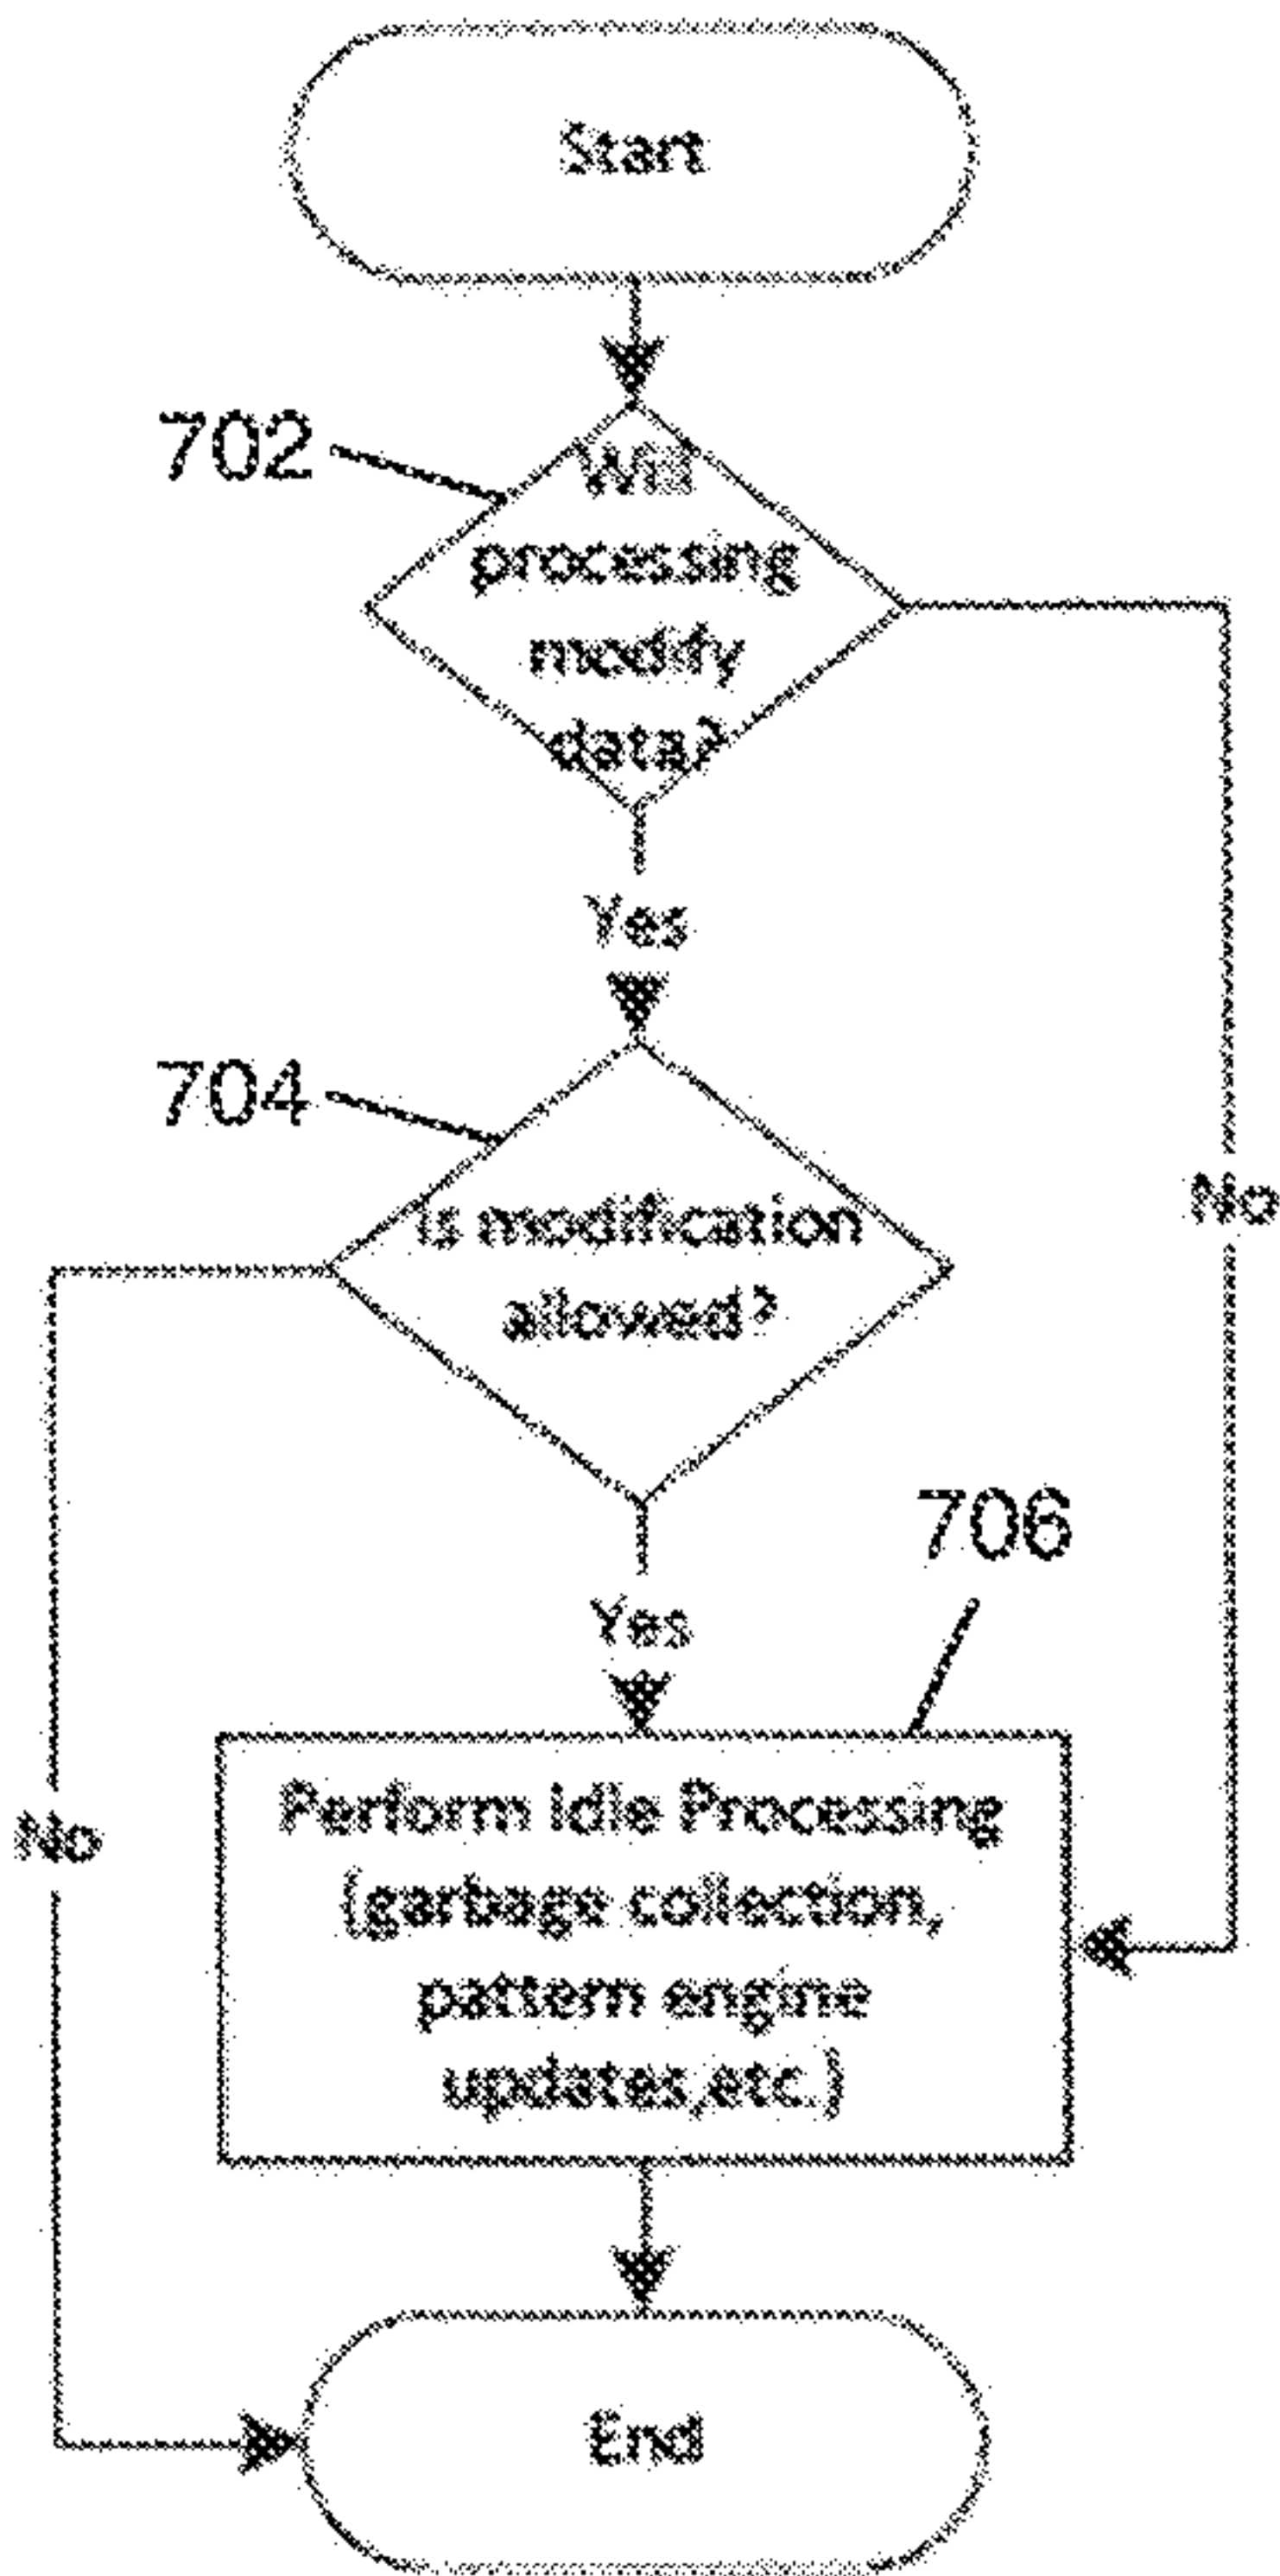 Start
702
Will
processing
modify
data?
Yes
704
Is modification
allowed?
No
Yes
706
Perform Idle Processing
(garbage collection,
pattern engine
updates,etc.)
No
End